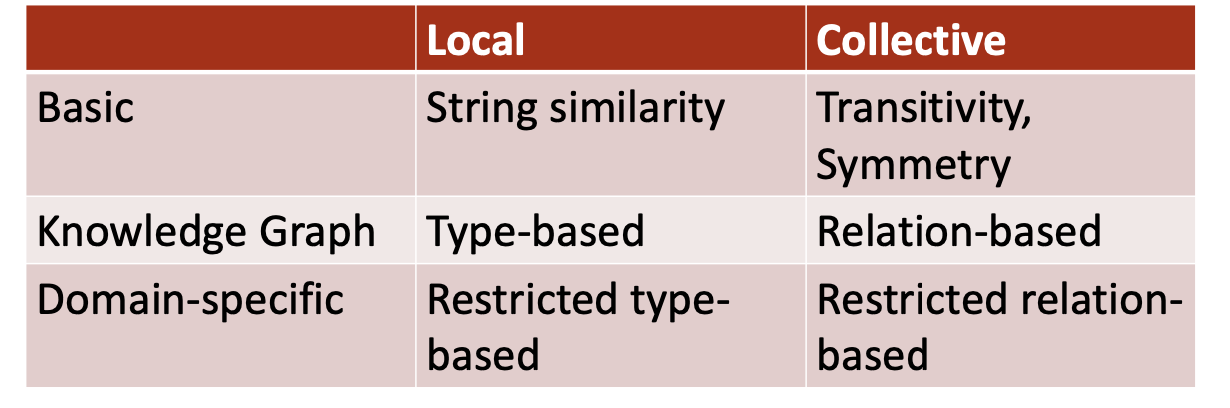 Local Collective
Basic String similarity Transitivity,
Symmetry
Knowledge Graph Type-based Relation-based
Domain-specific Restricted type- Restricted relation-
based based